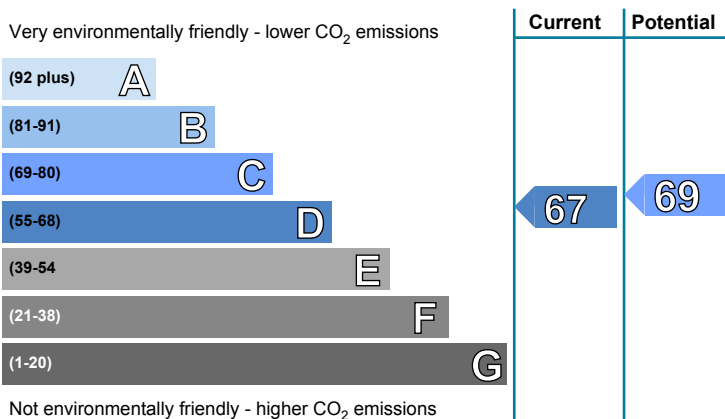 Very environmentally friendly - lower CO2 emissions
Current
Potential
(92 plus) A
(81-91) B
(69-80) C
(55-68) D
(39-54 E
(21-38) F
(1-20) G
67
69
Not environmentally friendly - higher CO2 emissions